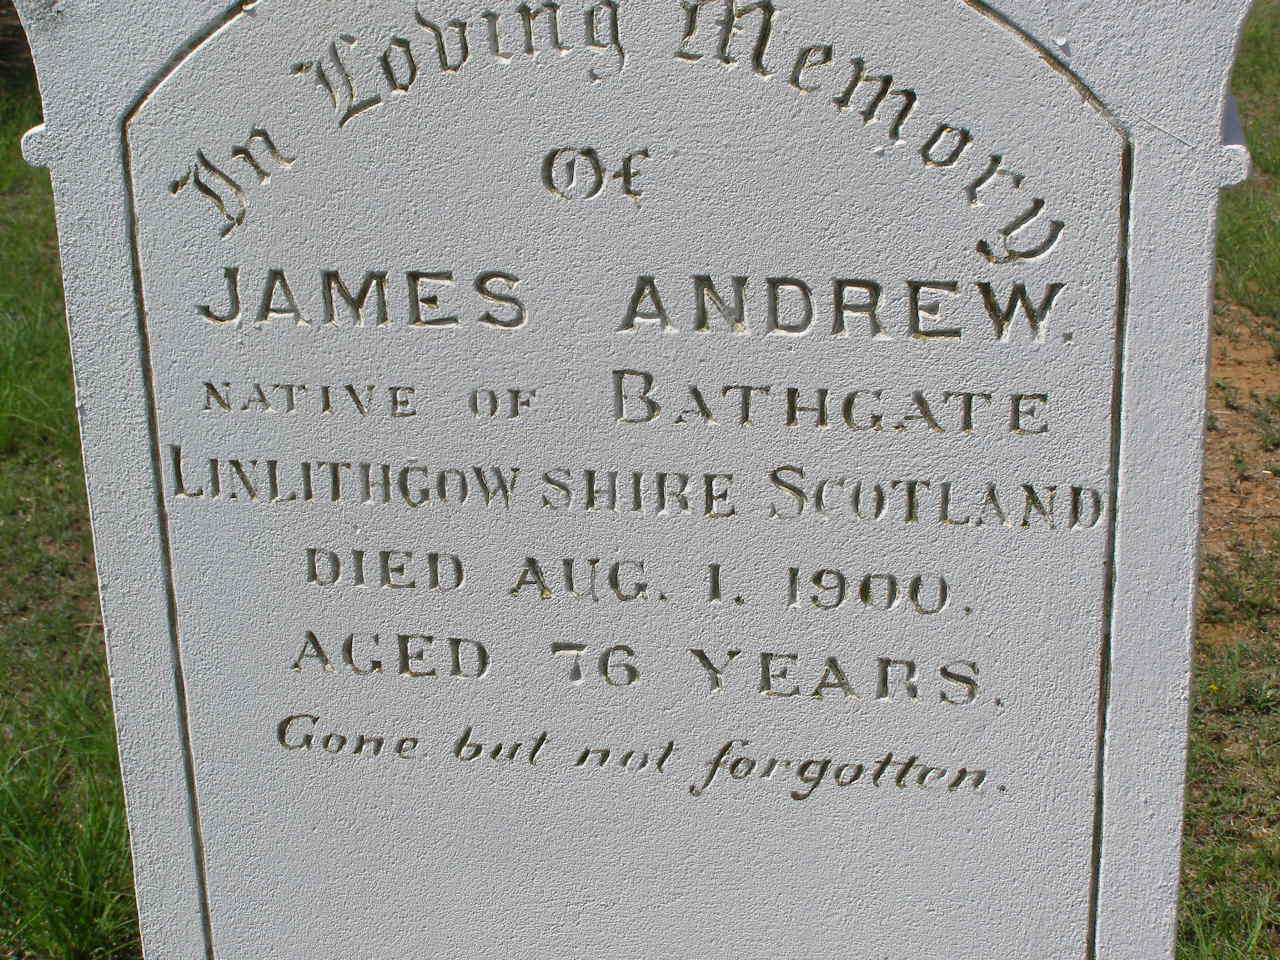 In Loving Memory
Of
JAMES ANDREW.
NATIVE OF BATHGATE
LINLITHGOWSHIRE SCOTLAND
DIED AUG. 1. 1900.
AGED 76 YEARS.
Gone but not forgotten.